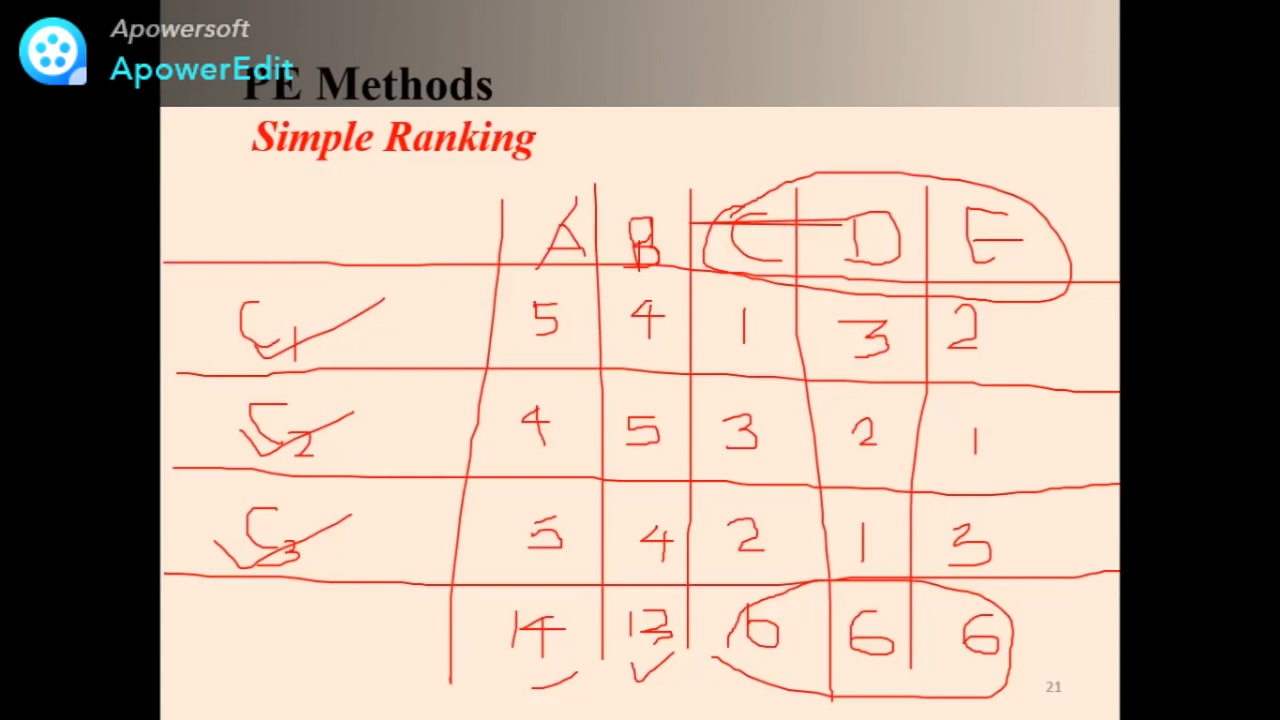 Apowersoft
ApowerEdit
PE Methods
Simple Ranking
A B C D E
C1 5 4 1 3 2
C2 4 5 3 2 1
C3 5 4 2 1 3
14 13 6 6 6
21